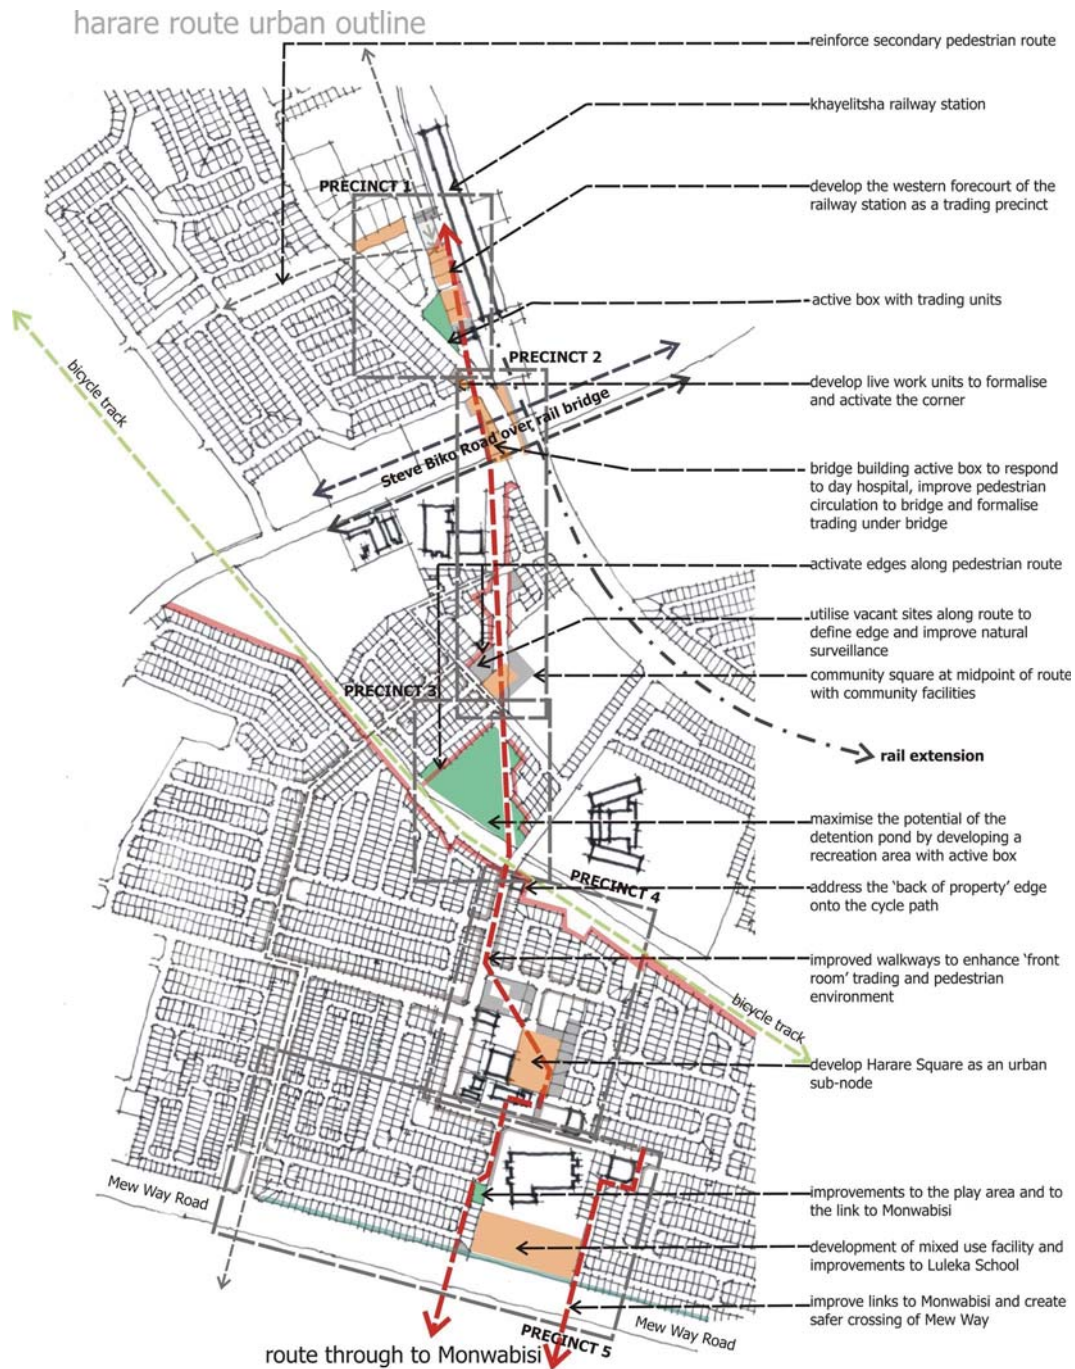 harare route urban outline
reinforce secondary pedestrian route
khayelitsha railway station
PRECINCT 1
develop the western forecourt of the
railway station as a trading precinct
active box with trading units
PRECINCT 2
bicycle track
develop live work units to formalise
and activate the corner
Steve Biko Road over rail bridge
bridge building active box to respond
to day hospital, improve pedestrian
circulation to bridge and formalise
trading under bridge
activate edges along pedestrian route
utilise vacant sites along route to
define edge and improve natural
surveillance
community square at midpoint of route
with community facilities
PRECINCT 3
rail extension
maximise the potential of the
detention pond by developing a
recreation area with active box
PRECINCT 4
address the ‘back of property’ edge
onto the cycle path
improved walkways to enhance ‘front
room’ trading and pedestrian
environment
bicycle track
develop Harare Square as an urban
sub-node
Mew Way Road
improvements to the play area and to
the link to Monwabisi
development of mixed use facility and
improvements to Luleka School
improve links to Monwabisi and create
safer crossing of Mew Way
Mew Way Road
PRECINCT 5
route through to Monwabisi